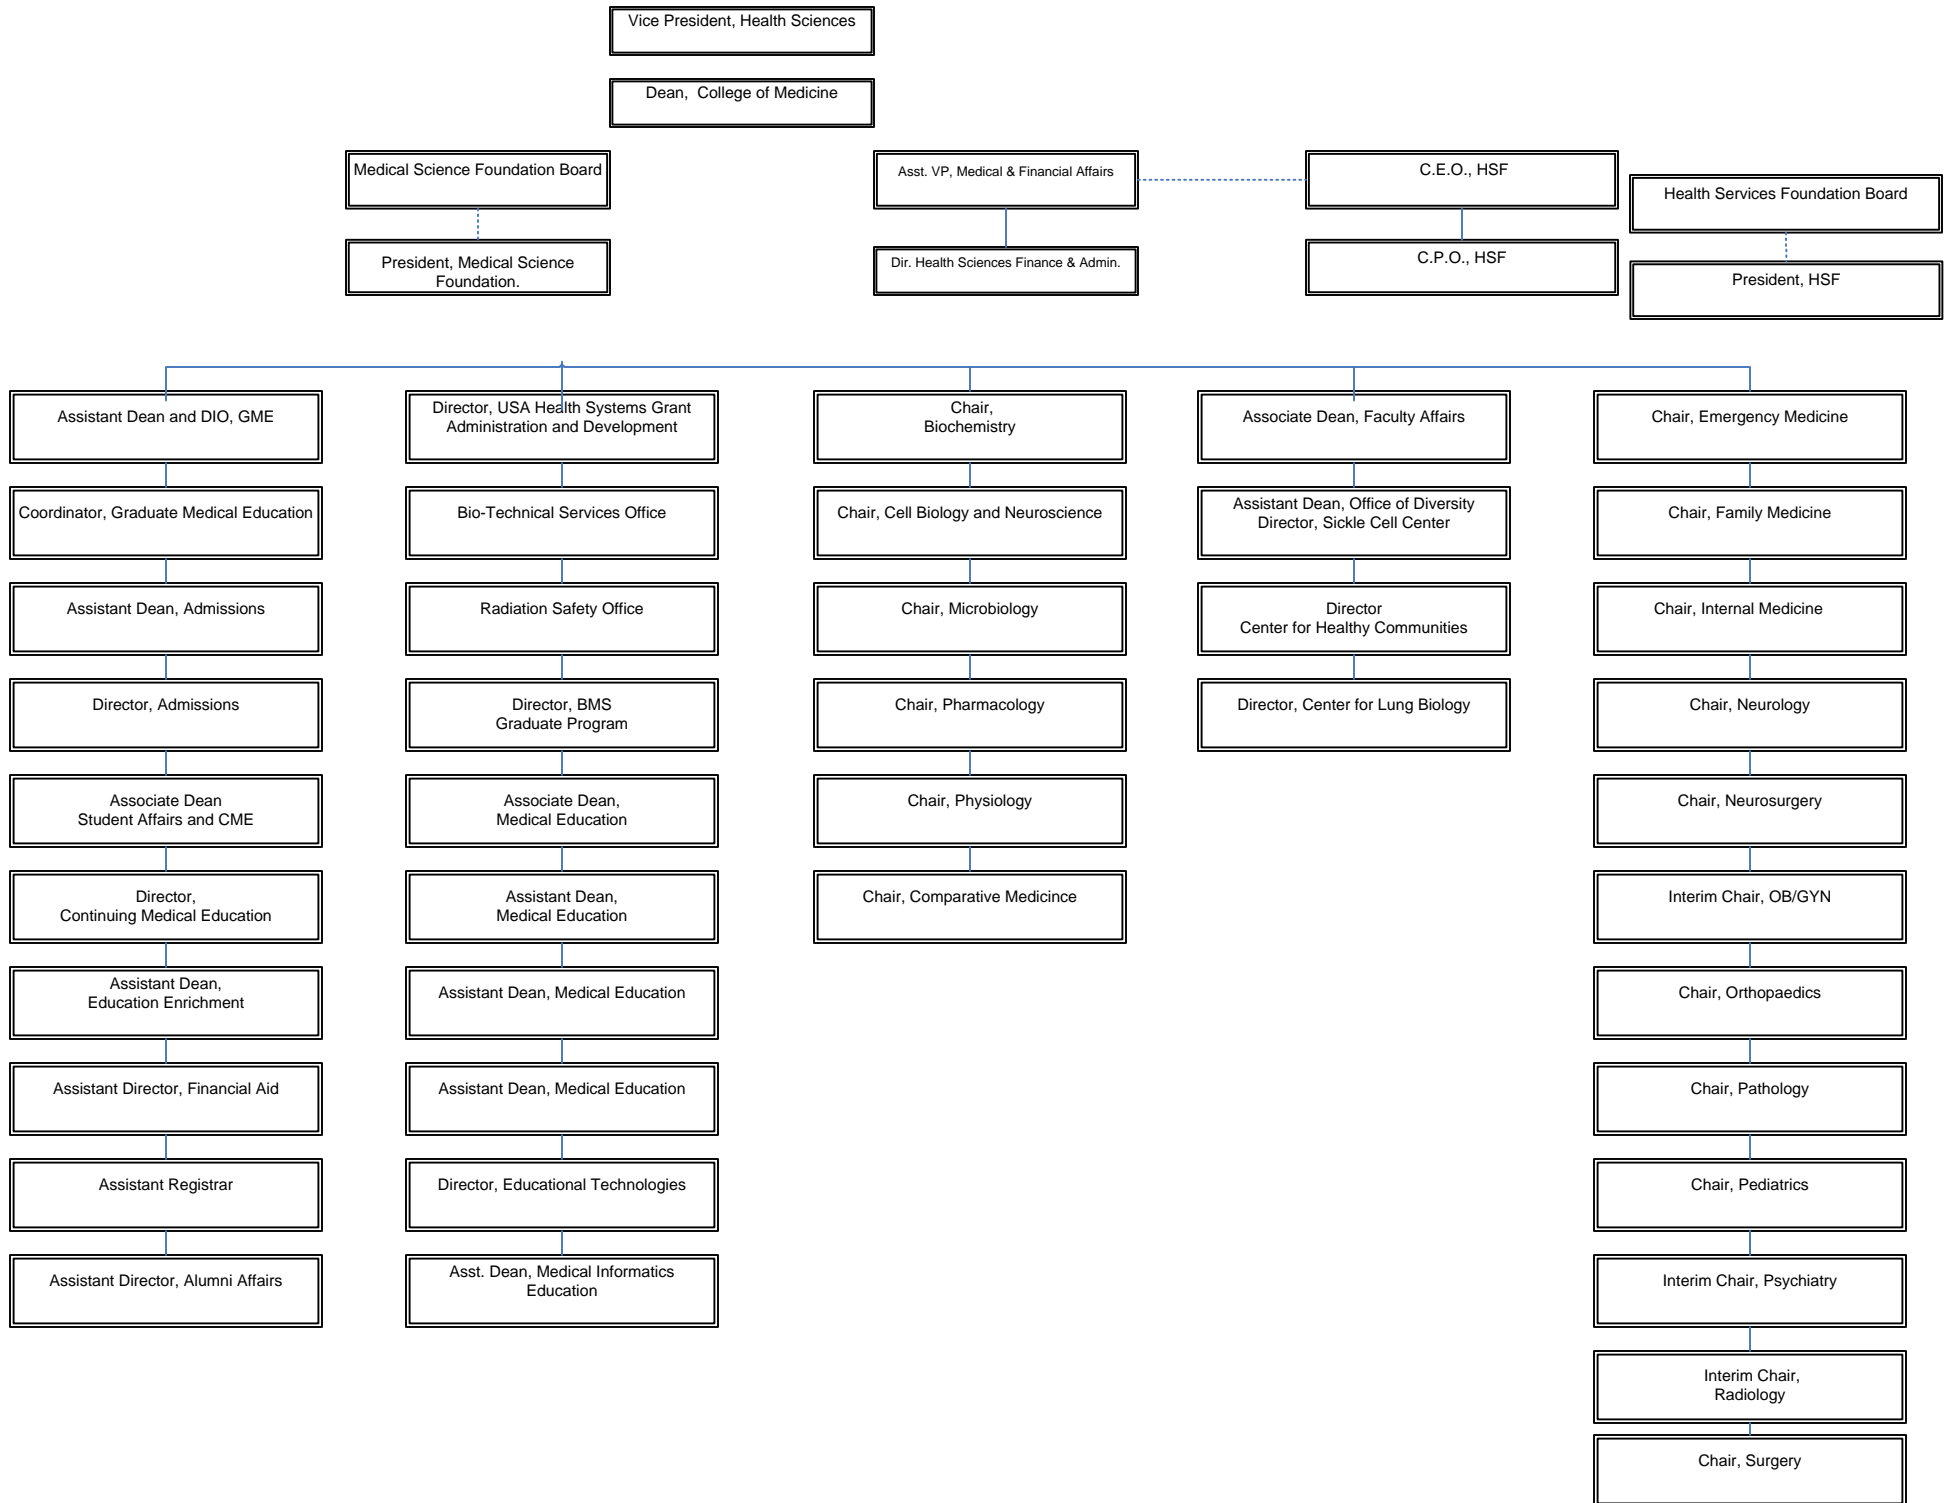 Vice President, Health Sciences
Dean, College of Medicine
Medical Science Foundation Board
Asst. VP, Medical & Financial Affairs
C.E.O., HSF
Health Services Foundation Board
President, Medical Science
Foundation.
Dir. Health Sciences Finance & Admin.
C.P.O., HSF
President, HSF
Assistant Dean and DIO, GME
Coordinator, Graduate Medical Education
Assistant Dean, Admissions
Director, Admissions
Associate Dean
Student Affairs and CME
Director,
Continuing Medical Education
Assistant Dean,
Education Enrichment
Assistant Director, Financial Aid
Assistant Registrar
Assistant Director, Alumni Affairs
Director, USA Health Systems Grant
Administration and Development
Bio-Technical Services Office
Radiation Safety Office
Director, BMS
Graduate Program
Associate Dean,
Medical Education
Assistant Dean,
Medical Education
Assistant Dean, Medical Education
Assistant Dean, Medical Education
Director, Educational Technologies
Asst. Dean, Medical Informatics
Education
Chair,
Biochemistry
Chair, Cell Biology and Neuroscience
Chair, Microbiology
Chair, Pharmacology
Chair, Physiology
Chair, Comparative Medicince
Associate Dean, Faculty Affairs
Assistant Dean, Office of Diversity
Director, Sickle Cell Center
Director
Center for Healthy Communities
Director, Center for Lung Biology
Chair, Emergency Medicine
Chair, Family Medicine
Chair, Internal Medicine
Chair, Neurology
Chair, Neurosurgery
Interim Chair, OB/GYN
Chair, Orthopaedics
Chair, Pathology
Chair, Pediatrics
Interim Chair, Psychiatry
Interim Chair,
Radiology
Chair, Surgery